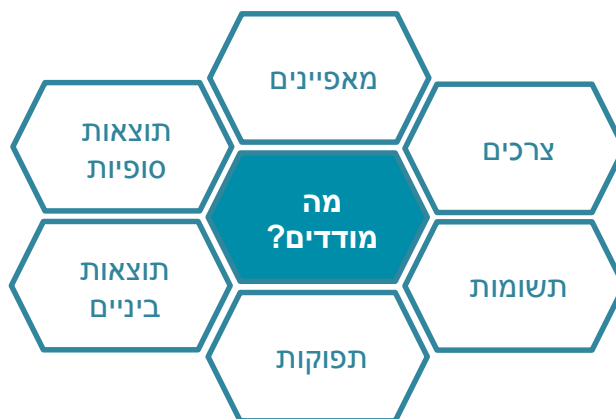 מאפיינים
צרכים
תשומות
תפוקות
תוצאות
ביניים
תוצאות
סופיות
מה
מודדים?